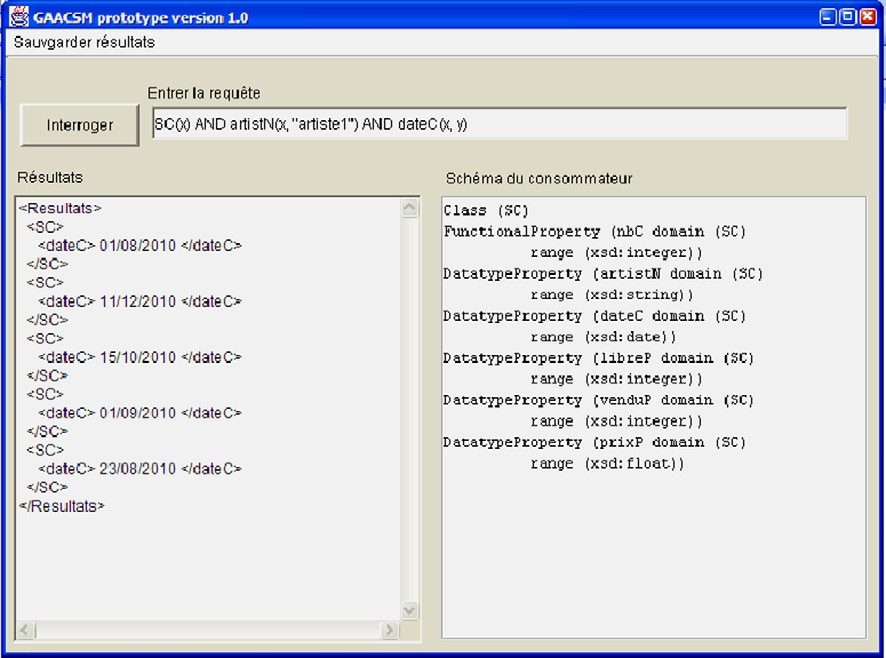 GAACSM prototype version 1.0
Sauvgarder résultats
Entrer la requête
Interroger
SC(x) AND artistN(x, "artiste1") AND dateC(x, y)
Résultats
<Resultats>
<SC>
<dateC> 01/08/2010 </dateC>
</SC>
<SC>
<dateC> 11/12/2010 </dateC>
</SC>
<SC>
<dateC> 15/10/2010 </dateC>
</SC>
<SC>
<dateC> 01/09/2010 </dateC>
</SC>
<SC>
<dateC> 23/08/2010 </dateC>
</SC>
</Resultats>
Schéma du consommateur
Class (SC)
FunctionalProperty (nbC domain (SC)
range (xsd:integer))
DatatypeProperty (artistN domain (SC)
range (xsd:string))
DatatypeProperty (dateC domain (SC)
range (xsd:date))
DatatypeProperty (libreP domain (SC)
range (xsd:integer))
DatatypeProperty (venduP domain (SC)
range (xsd:integer))
DatatypeProperty (prixP domain (SC)
range (xsd:float))